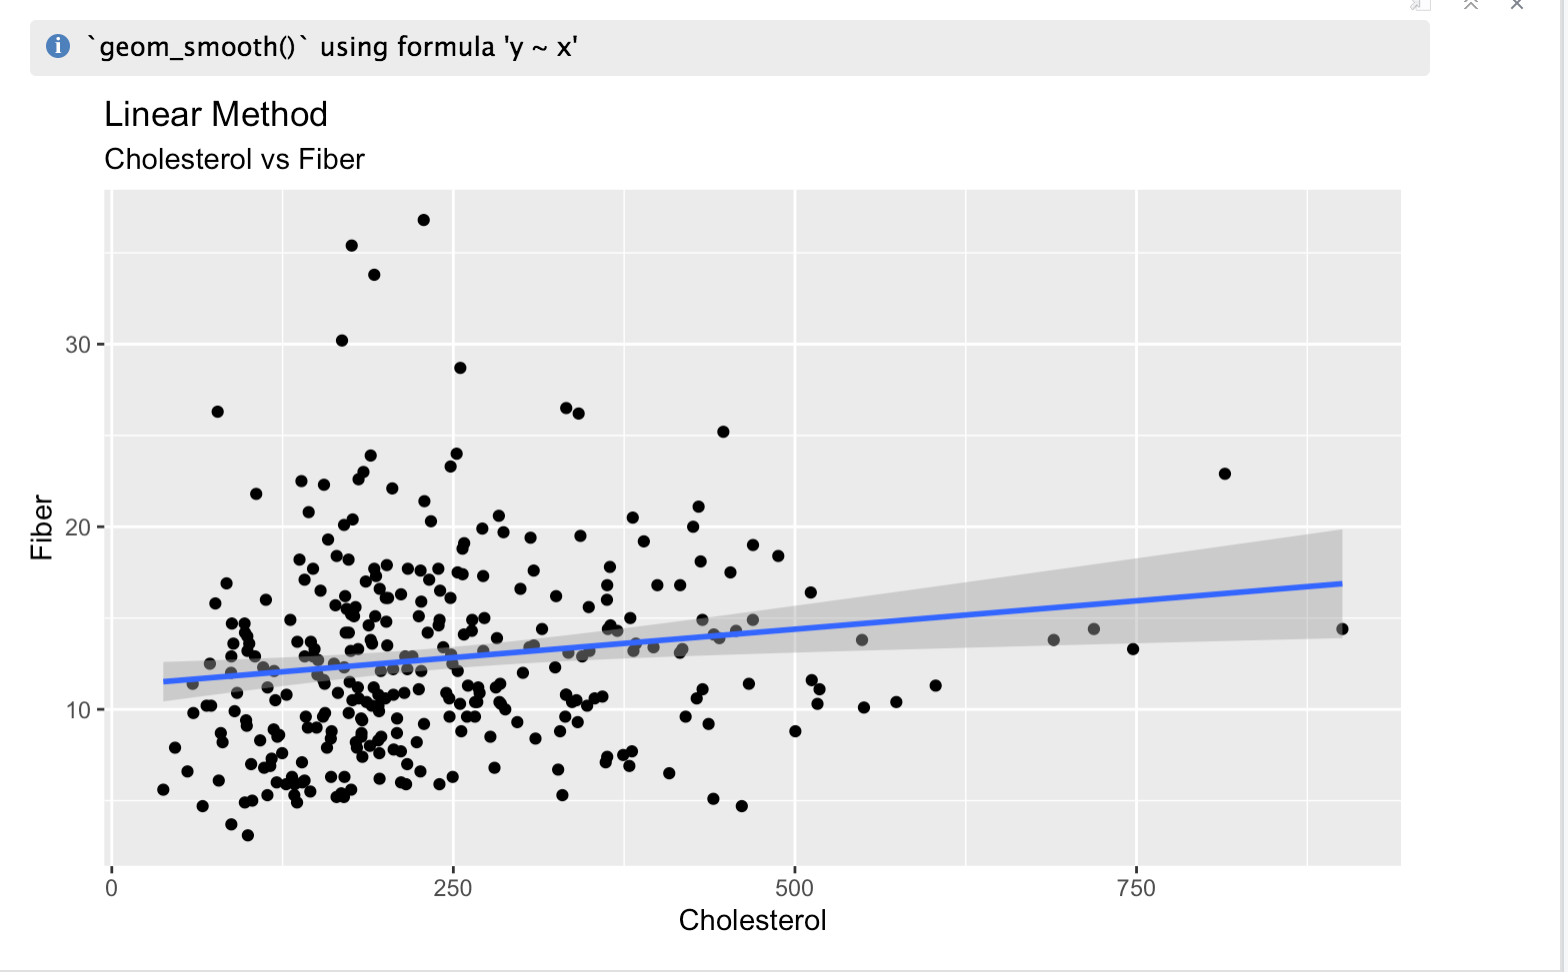 `geom_smooth()` using formula 'y ~ x'
Linear Method
Cholesterol vs Fiber
30
20
10
Fiber
0 250 500 750
Cholesterol